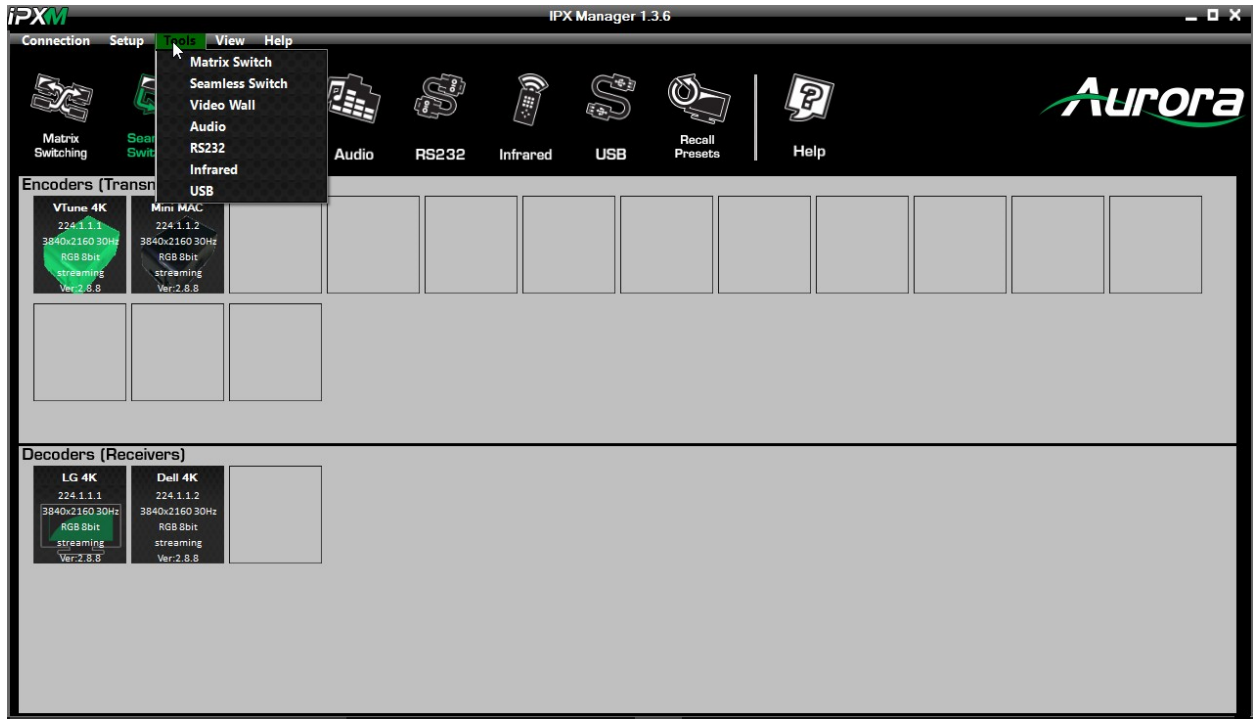 iPXM
IPX Manager 1.3.6
Connection Setup Tools View Help
Matrix Switch
Seamless Switch
Video Wall
Audio
RS232
Infrared
USB
Matrix
Switching
Audio
RS232
Infrared
USB
Recall
Presets
Help
Aurora
Encoders (Transm
VTune 4K
224.1.1.1
3840x2160 30Hz
RGB 8bit
streaming
Ver:2.8.8
Mini MAC
224.1.1.2
3840x2160 30Hz
RGB 8bit
streaming
Ver:2.8.8
Decoders (Receivers)
LG 4K
224.1.1.1
3840x2160 30Hz
RGB 8bit
streaming
Ver:2.8.8
Dell 4K
224.1.1.2
3840x2160 30Hz
RGB 8bit
streaming
Ver:2.8.8